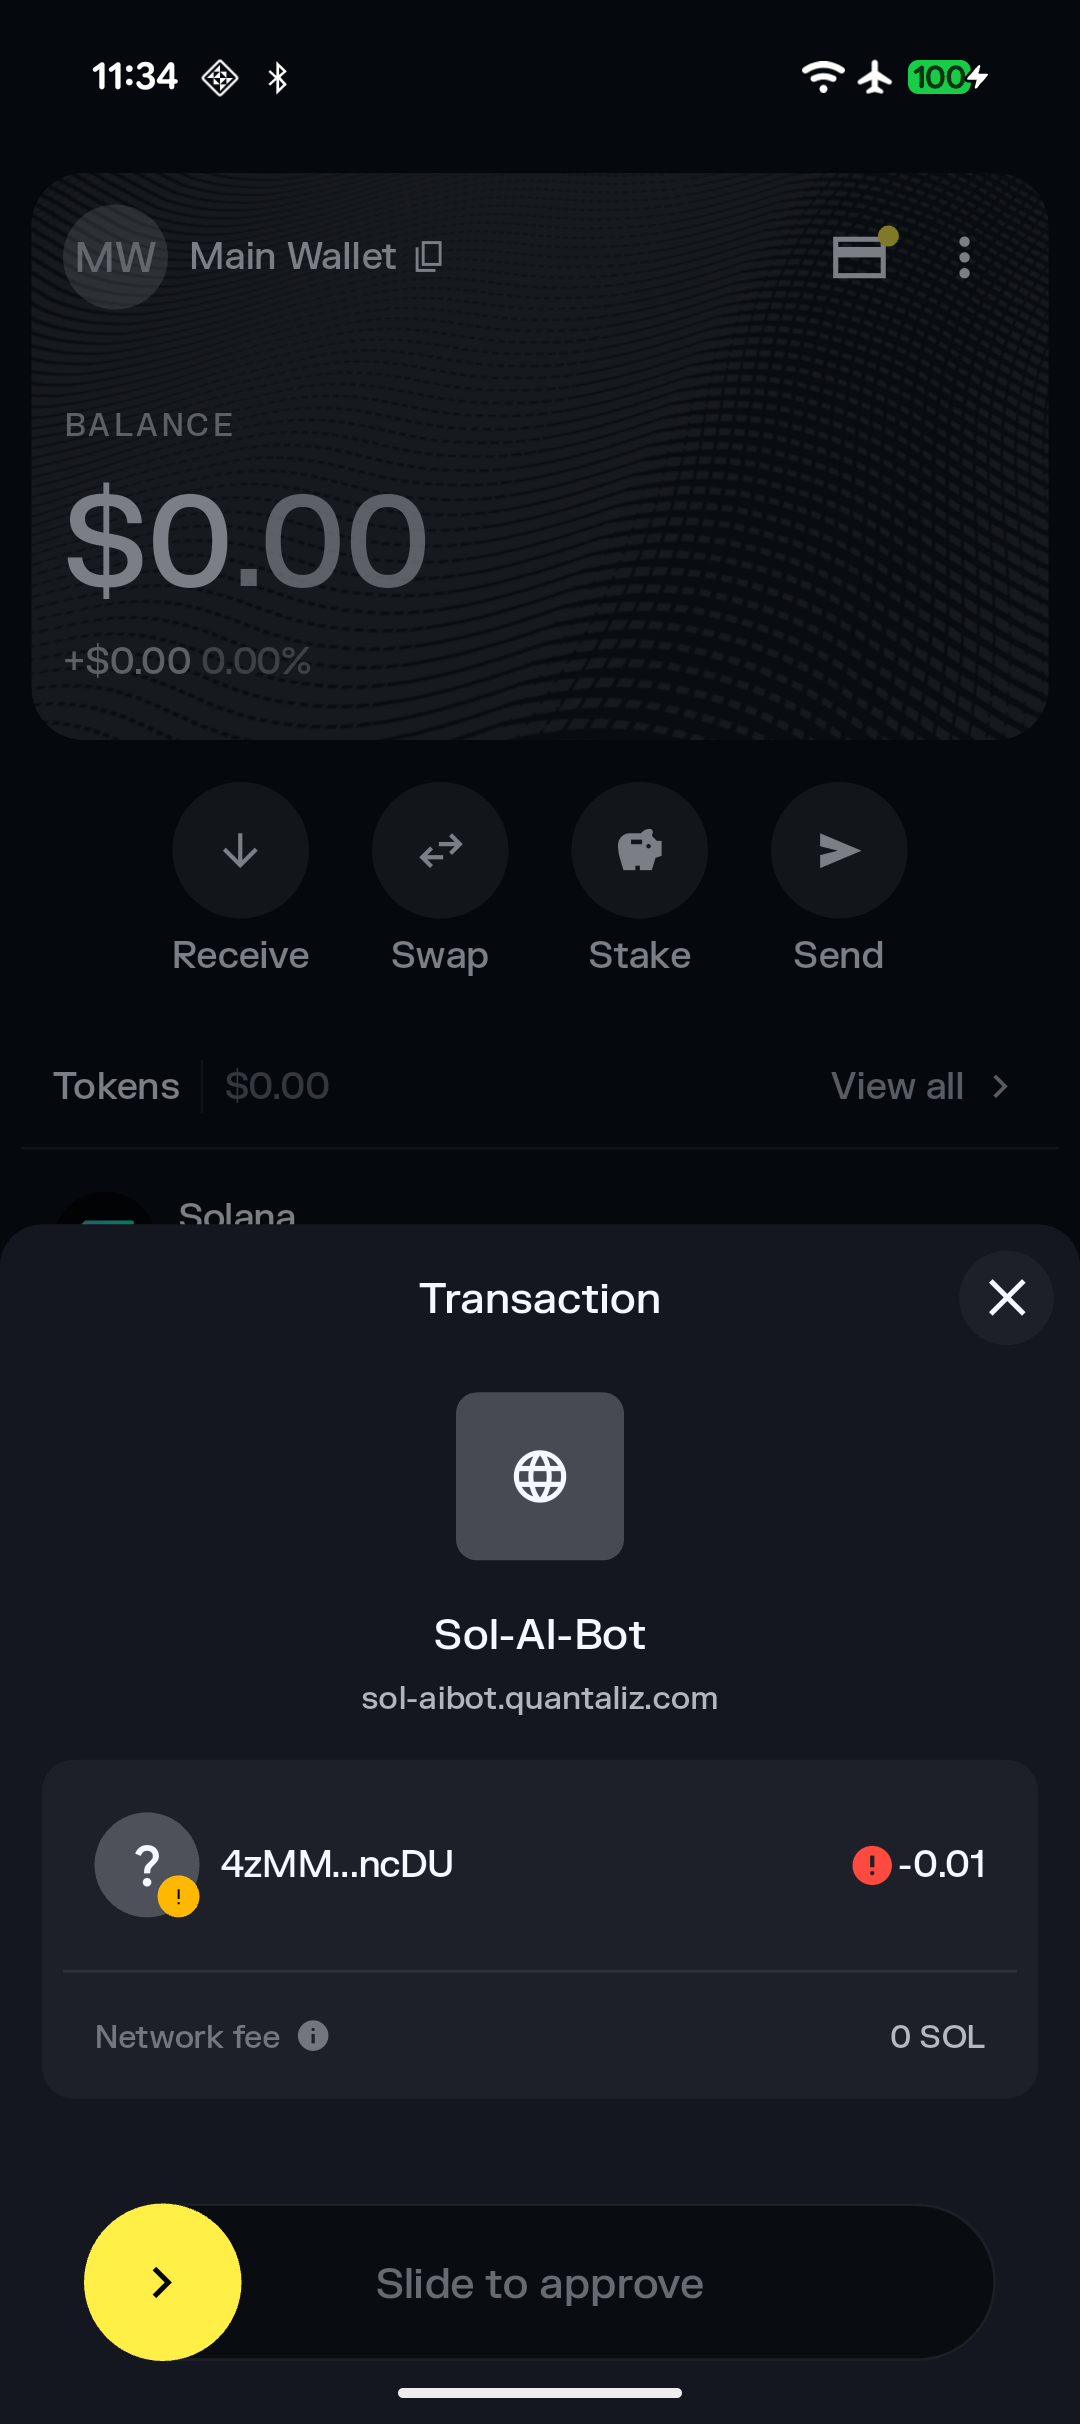 11:34
100
MW Main Wallet
BALANCE
$0.00
+$0.00 0.00%
Receive Swap Stake Send
Tokens $0.00 View all
Solana
Transaction
Sol-AI-Bot
sol-aibot.quantaliz.com
? 4zMM...ncDU -0.01
Network fee 0 SOL
Slide to approve